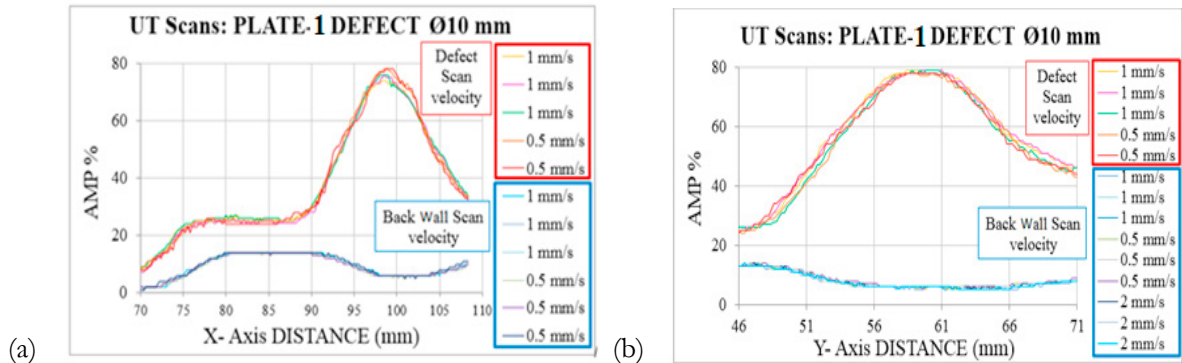 UT Scans: PLATE-1 DEFECT Ø10 mm
Defect
Scan
velocity
1 mm/s
1 mm/s
1 mm/s
0.5 mm/s
0.5 mm/s
Back Wall Scan
velocity
1 mm/s
1 mm/s
1 mm/s
0.5 mm/s
0.5 mm/s
0.5 mm/s
AMP %
80
60
40
20
0
70 75 80 85 90 95 100 105 110
X- Axis DISTANCE (mm)
(a)
UT Scans: PLATE-1 DEFECT Ø10 mm
Defect
Scan
velocity
1 mm/s
1 mm/s
1 mm/s
0.5 mm/s
0.5 mm/s
Back Wall Scan
velocity
1 mm/s
1 mm/s
1 mm/s
0.5 mm/s
0.5 mm/s
0.5 mm/s
2 mm/s
2 mm/s
2 mm/s
AMP %
80
60
40
20
0
46 51 56 61 66 71
Y- Axis DISTANCE (mm)
(b)